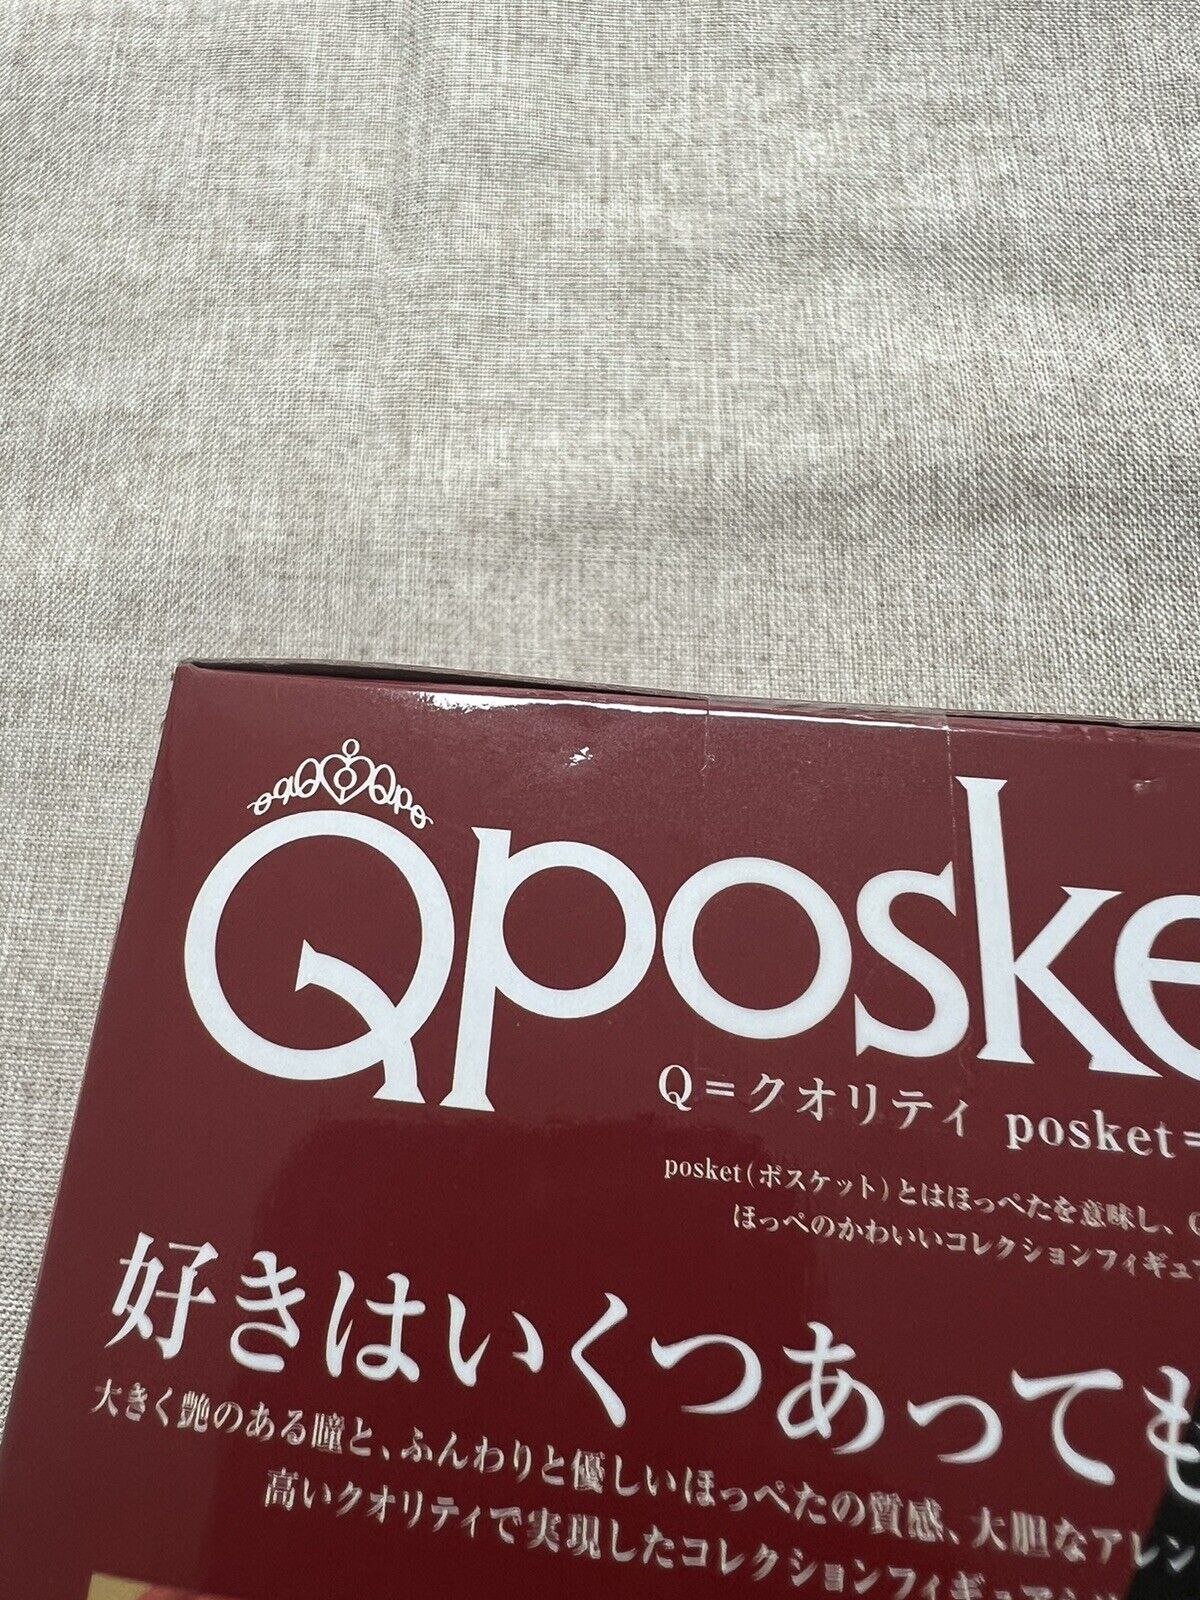 Qposke
Q＝クオリティ posket＝
posket(ポスケット)とはほっぺたを意味し、
ほっぺのかわいいコレクションフィギュア
好きはいくつあっても
大きく艶のある瞳と、ふんわりと優しいほっぺたの質感、大胆なアレン
高いクオリティで実現したコレクションフィギュア